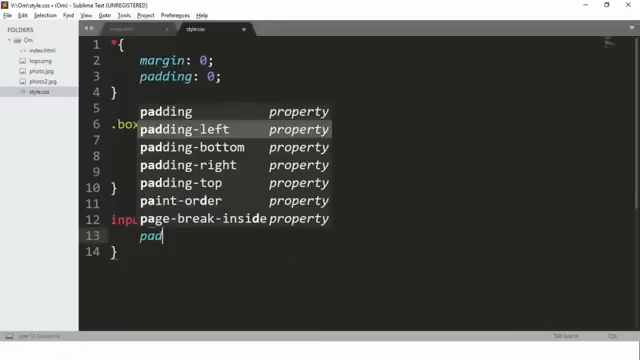 V:\Om\style.css • (Om) - Sublime Text (UNREGISTERED)
File Edit Selection Find View Goto Tools Project Preferences Help
FOLDERS
style.css
Om
index.html
logo.png
photo.jpg
photo2.jpg
style.css
1 *{
2 margin: 0;
3 padding: 0;
4 }
5
6 .box
10 }
11
12 inpu
13 pad
14 }
padding property
padding-left property
padding-bottom property
padding-right property
padding-top property
paint-order property
page-break-inside property
CSS